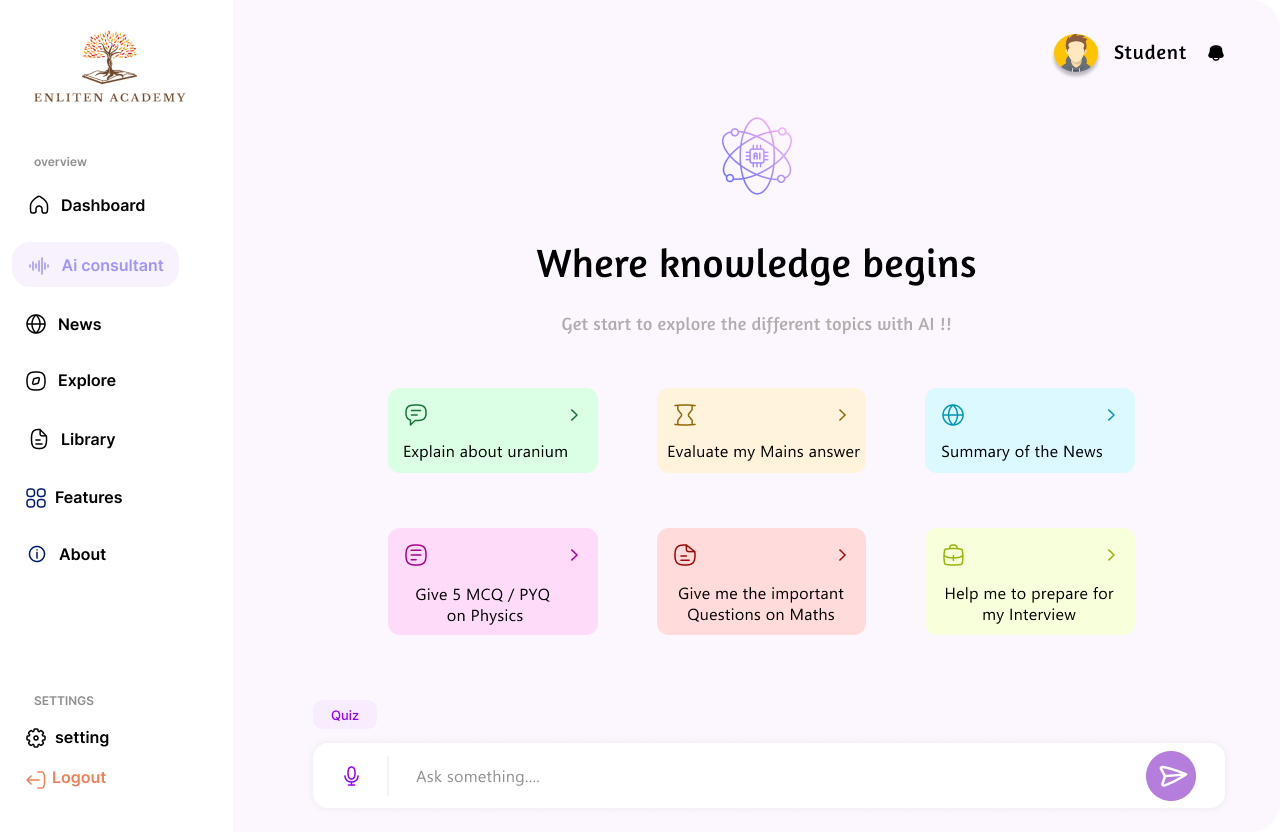 ENLITEN ACADEMY
overview
Dashboard
Ai consultant
News
Explore
Library
Features
About
SETTINGS
setting
Logout
Student
AI
Where knowledge begins
Get start to explore the different topics with AI !!
Explain about uranium
Evaluate my Mains answer
Summary of the News
Give 5 MCQ / PYQ
on Physics
Give me the important
Questions on Maths
Help me to prepare for
my Interview
Quiz
Ask something....